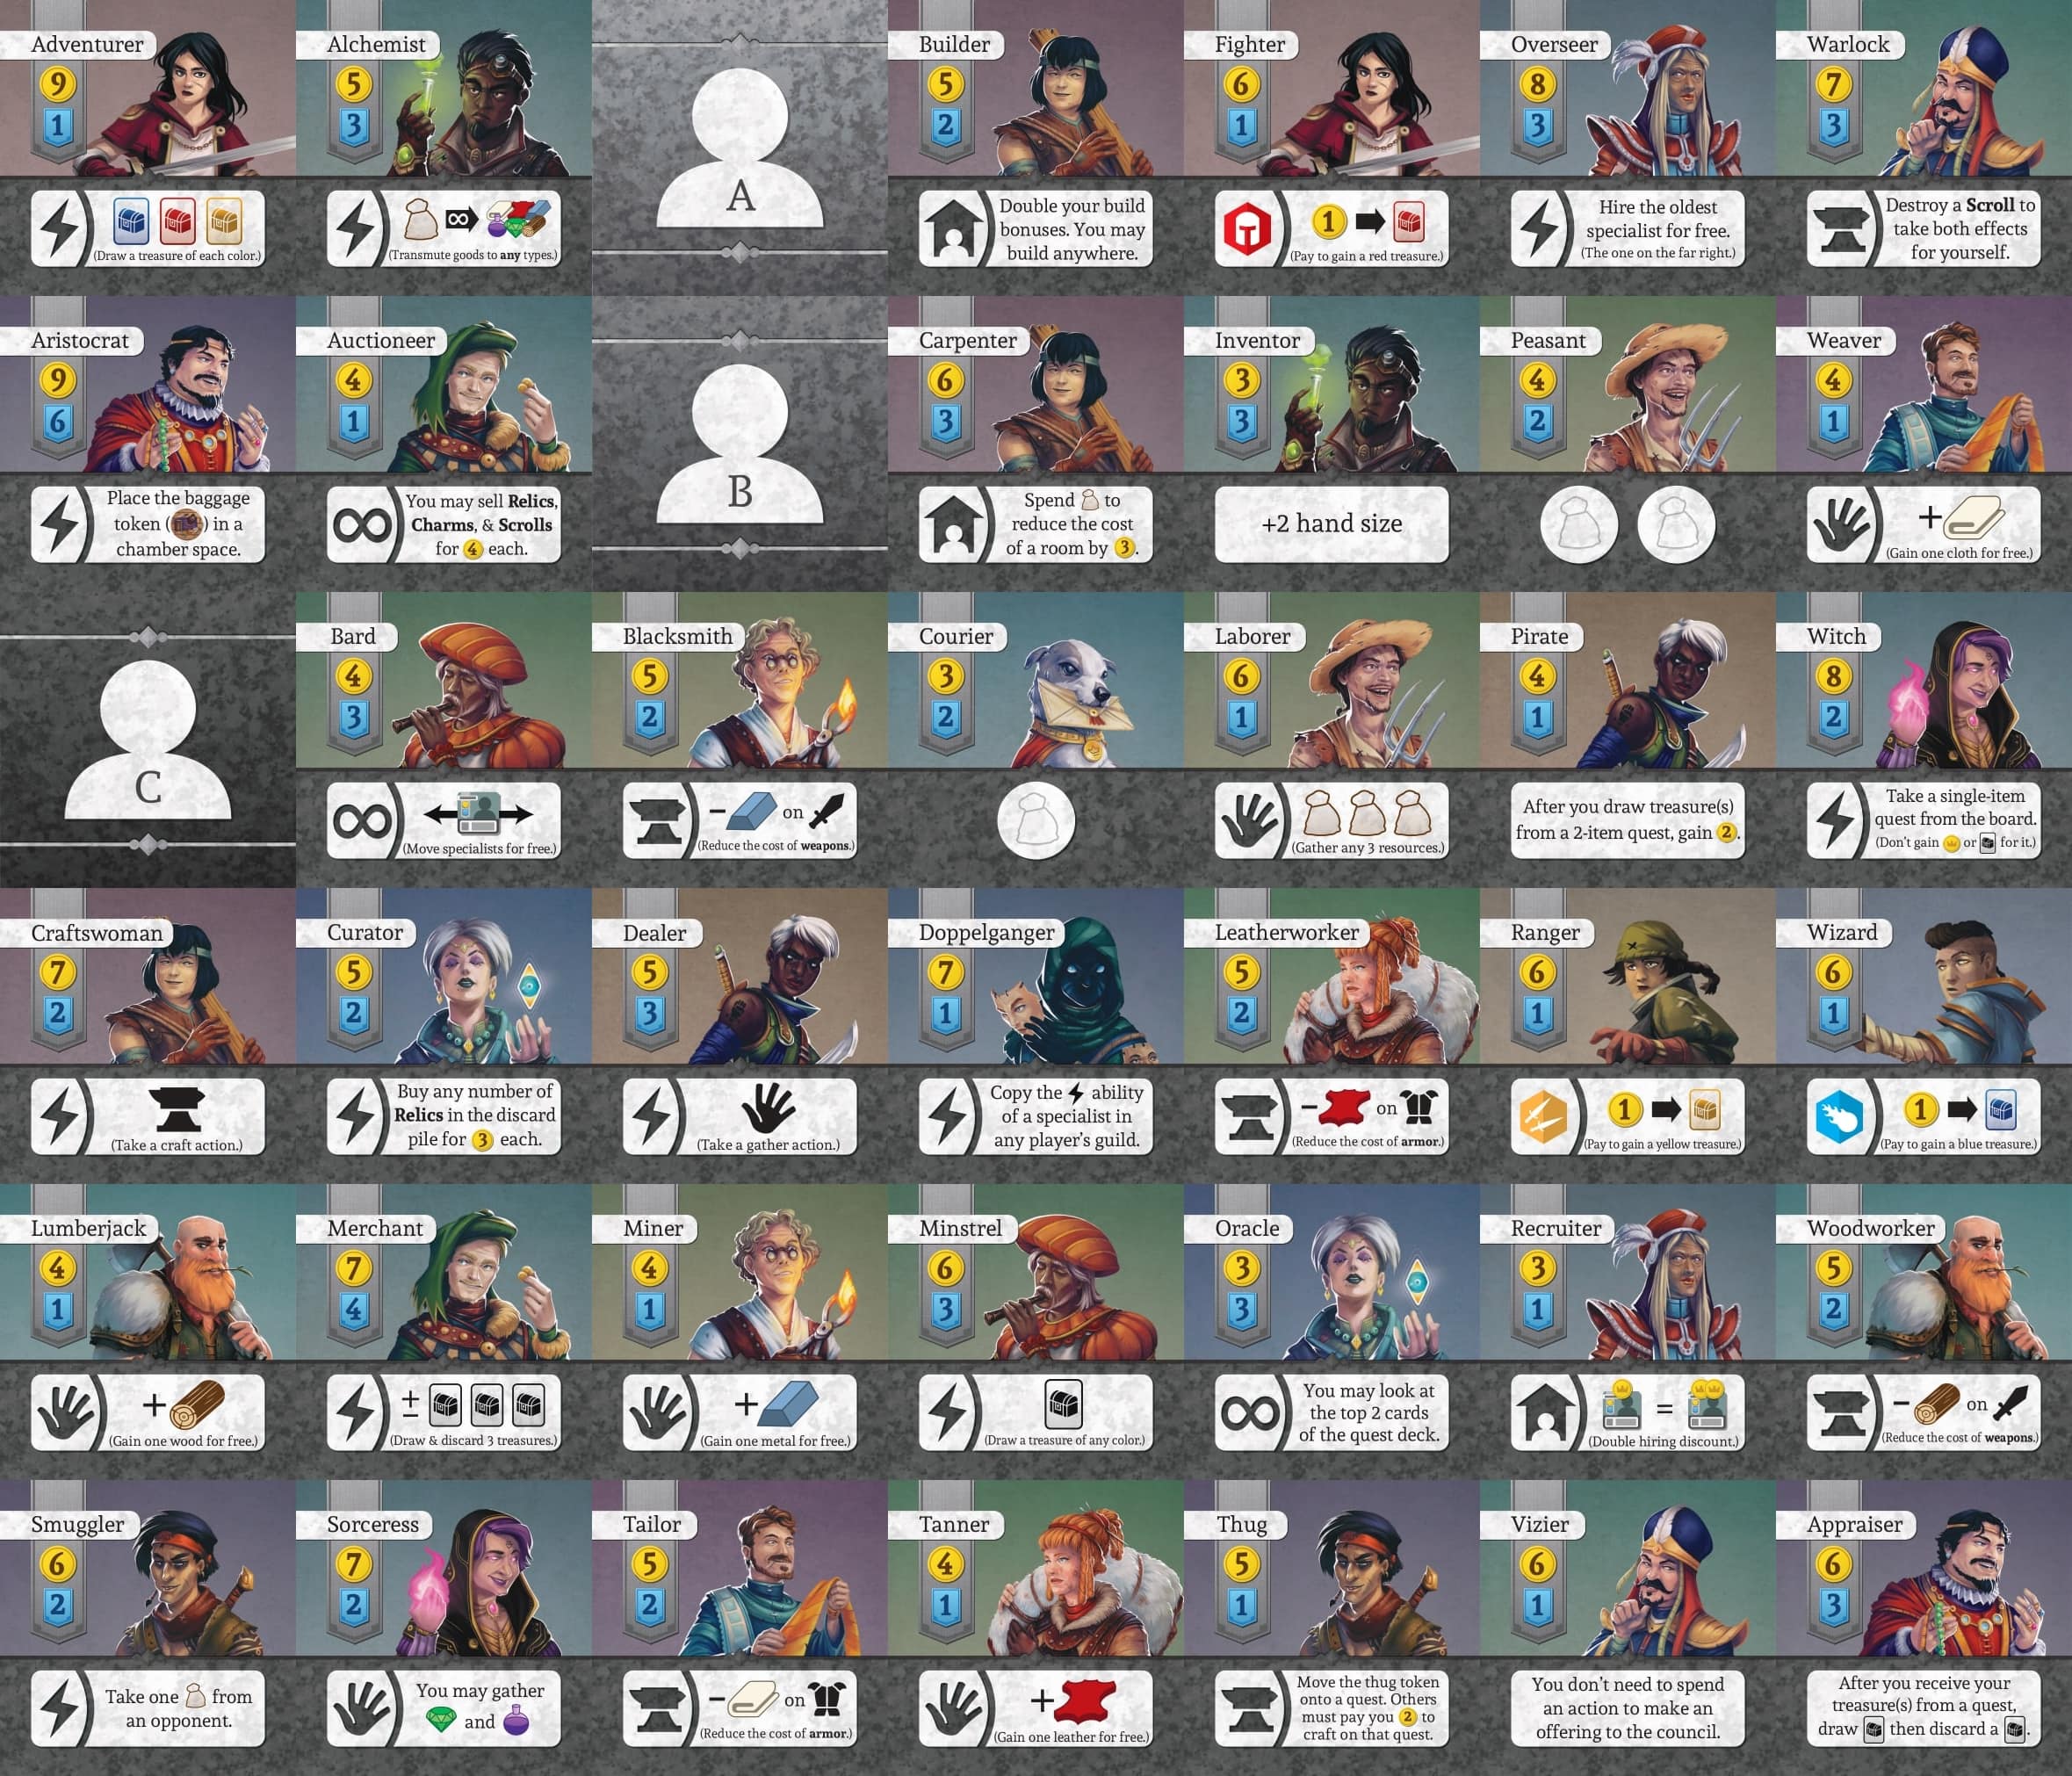 Adventurer
9
1
(Draw a treasure of each color.)
Alchemist
5
3
(Transmute goods to any types.)
A
Builder
5
2
Double your build
bonuses. You may
build anywhere.
Fighter
6
1
1
(Pay to gain a red treasure.)
Overseer
8
3
Hire the oldest
specialist for free.
(The one on the far right.)
Warlock
7
3
Destroy a Scroll to
take both effects
for yourself.
Aristocrat
9
6
Place the baggage
token ( ) in a
chamber space.
Auctioneer
4
1
You may sell Relics,
Charms, & Scrolls
for 4 each.
B
Carpenter
6
3
Spend to
reduce the cost
of a room by 3.
Inventor
3
3
+2 hand size
Peasant
4
2
Weaver
4
1
+
(Gain one cloth for free.)
C
Bard
4
3
(Move specialists for free.)
Blacksmith
5
2
- on
(Reduce the cost of weapons.)
Courier
3
2
Laborer
6
1
(Gather any 3 resources.)
Pirate
4
1
After you draw treasure(s)
from a 2-item quest, gain 2.
Witch
8
2
Take a single-item
quest from the board.
(Don't gain or for it.)
Craftswoman
7
2
(Take a craft action.)
Curator
5
2
Buy any number of
Relics in the discard
pile for 3 each.
Dealer
5
3
(Take a gather action.)
Doppelganger
7
1
Copy the ability
of a specialist in
any player's guild.
Leatherworker
5
2
- on
(Reduce the cost of armor.)
Ranger
6
1
1
(Pay to gain a yellow treasure.)
Wizard
6
1
1
(Pay to gain a blue treasure.)
Lumberjack
4
1
+
(Gain one wood for free.)
Merchant
7
4
±
(Draw & discard 3 treasures.)
Miner
4
1
+
(Gain one metal for free.)
Minstrel
6
3
(Draw a treasure of any color.)
Oracle
3
3
You may look at
the top 2 cards
of the quest deck.
Recruiter
3
1
=
(Double hiring discount.)
Woodworker
5
2
- on
(Reduce the cost of weapons.)
Smuggler
6
2
Take one from
an opponent.
Sorceress
7
2
You may gather
and
Tailor
5
2
- on
(Reduce the cost of armor.)
Tanner
4
1
+
(Gain one leather for free.)
Thug
5
1
Move the thug token
onto a quest. Others
must pay you 2 to
craft on that quest.
Vizier
6
1
You don't need to spend
an action to make an
offering to the council.
Appraiser
6
3
After you receive your
treasure(s) from a quest,
draw then discard a .